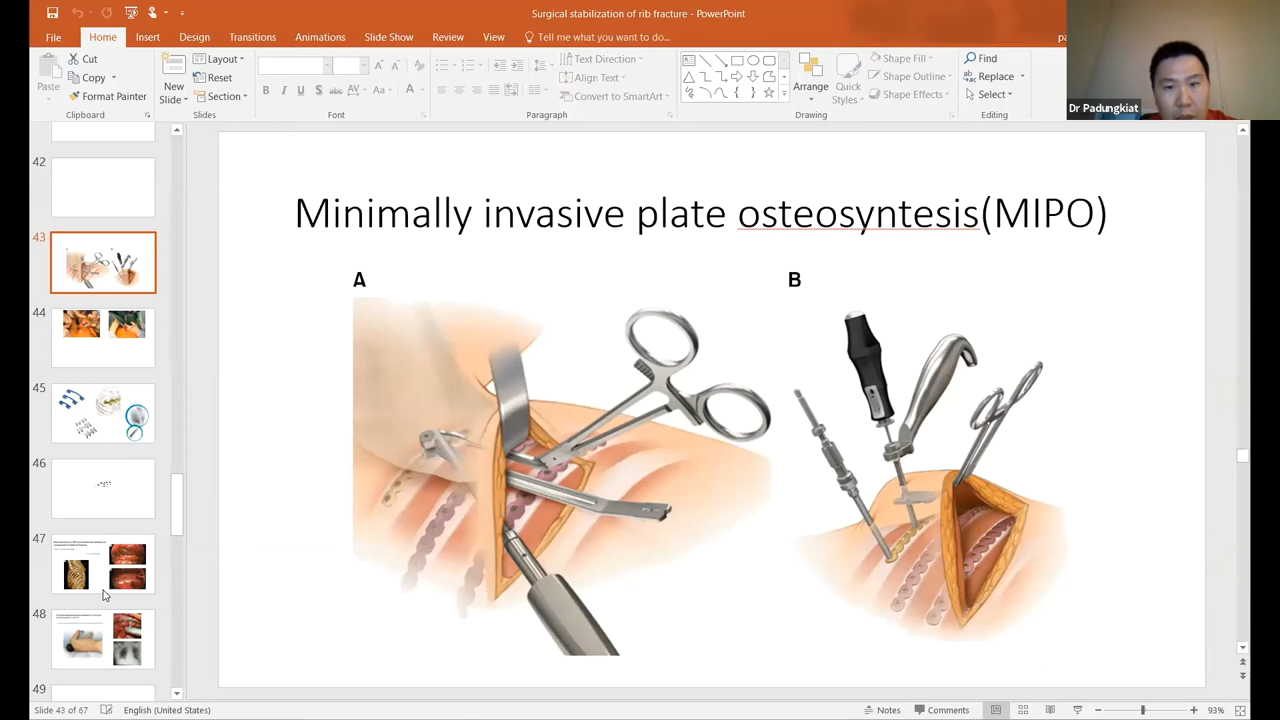 Surgical stabilization of rib fracture - PowerPoint
File Home Insert Design Transitions Animations Slide Show Review View Tell me what you want to do...
pa
Dr Padungkiat
Paste
Cut
Copy
Format Painter
Clipboard
New
Slide
Layout
Reset
Section
Slides
B I U S abc AV Aa A
Font
Text Direction
Align Text
Convert to SmartArt
Paragraph
Arrange
Quick
Styles
Shape Fill
Shape Outline
Shape Effects
Drawing
Find
Replace
Select
Editing
42
43
44
45
46
47
48
49
Minimally invasive plate osteosyntesis(MIPO)
A
B
Slide 43 of 67 English (United States) Notes Comments 93%